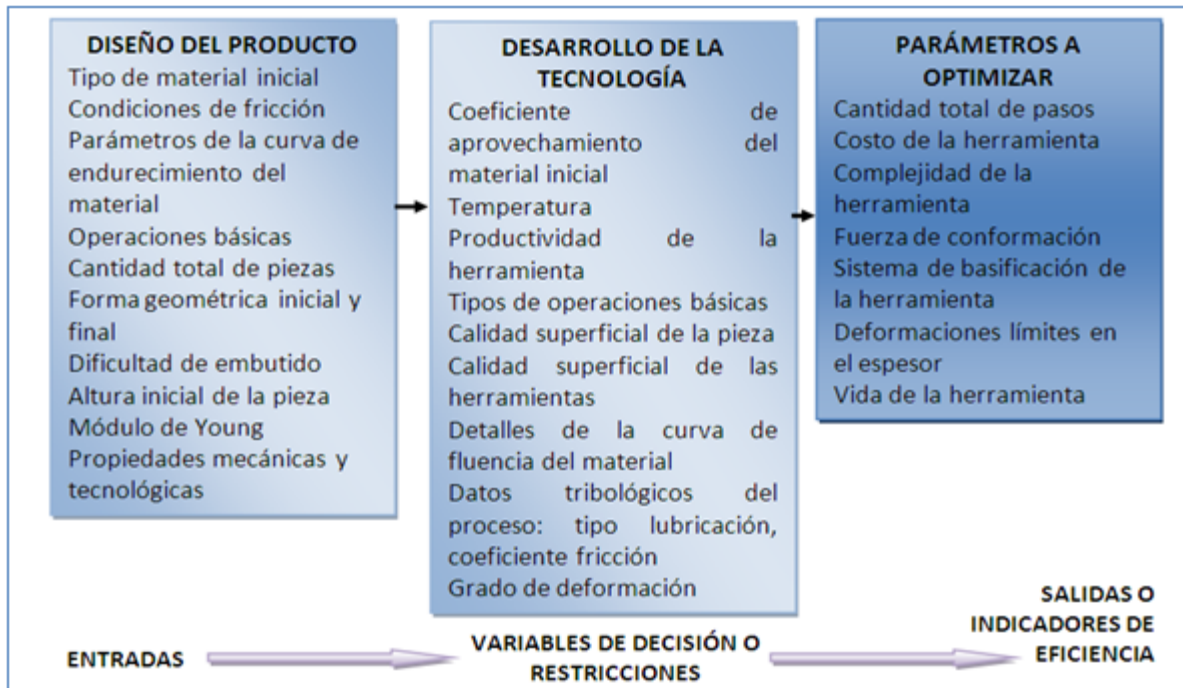 DISEÑO DEL PRODUCTO
Tipo de material inicial
Condiciones de fricción
Parámetros de la curva de
endurecimiento del
material
Operaciones básicas
Cantidad total de piezas
Forma geométrica inicial y
final
Dificultad de embutido
Altura inicial de la pieza
Módulo de Young
Propiedades mecánicas y
tecnológicas
DESARROLLO DE LA
TECNOLOGÍA
Coeficiente de
aprovechamiento del
material inicial
Temperatura
Productividad de la
herramienta
Tipos de operaciones básicas
Calidad superficial de la pieza
Calidad superficial de las
herramientas
Detalles de la curva de
fluencia del material
Datos tribológicos del
proceso: tipo lubricación,
coeficiente fricción
Grado de deformación
PARÁMETROS A
OPTIMIZAR
Cantidad total de pasos
Costo de la herramienta
Complejidad de la
herramienta
Fuerza de conformación
Sistema de basificación de
la herramienta
Deformaciones límites en
el espesor
Vida de la herramienta
ENTRADAS
VARIABLES DE DECISIÓN O
RESTRICCIONES
SALIDAS O
INDICADORES DE
EFICIENCIA